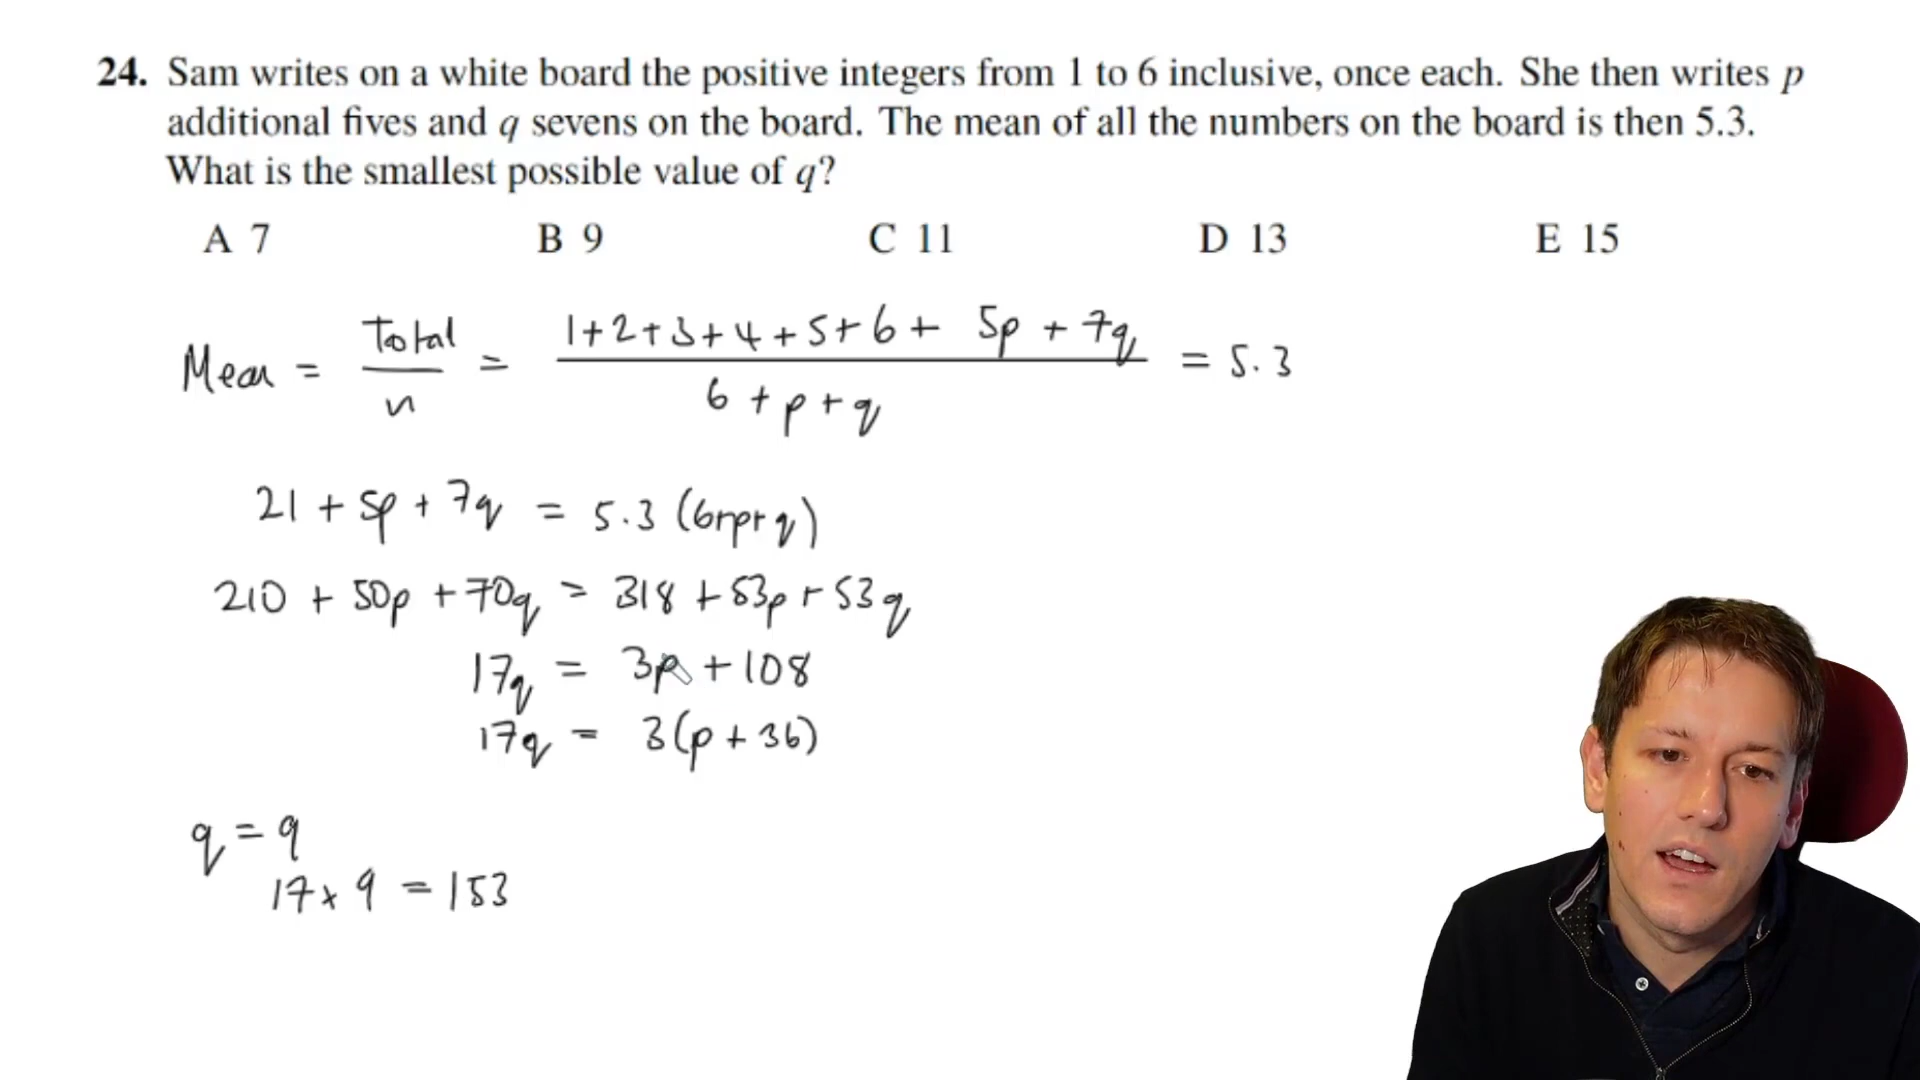 24. Sam writes on a white board the positive integers from 1 to 6 inclusive, once each. She then writes p
additional fives and q sevens on the board. The mean of all the numbers on the board is then 5.3.
What is the smallest possible value of q?
A 7 B 9 C 11 D 13 E 15
Mean = Total / n = 1+2+3+4+5+6+ 5p + 7q / 6 + p + q = 5.3
21 + 5p + 7q = 5.3 (6+p+q)
210 + 50p + 70q = 318 + 53p + 53q
17q = 3p + 108
17q = 3(p + 36)
q = 9
17 x 9 = 153